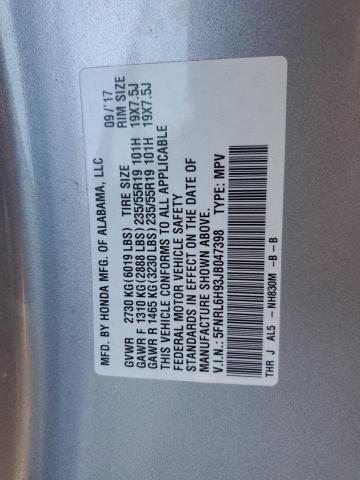 MFD. BY HONDA MFG. OF ALABAMA, LLC 09/'17
GVWR 2730 KG(6019 LBS) TIRE SIZE RIM SIZE
GAWR F 1310 KG(2888 LBS) 235/55R19 101H 19X7.5J
GAWR R 1465 KG(3230 LBS) 235/55R19 101H 19X7.5J
THIS VEHICLE CONFORMS TO ALL APPLICABLE
FEDERAL MOTOR VEHICLE SAFETY
STANDARDS IN EFFECT ON THE DATE OF
MANUFACTURE SHOWN ABOVE.
V.I.N.: 5FNRL6H93JB047398 TYPE: MPV
THR J AL5 -NH830M -B-B